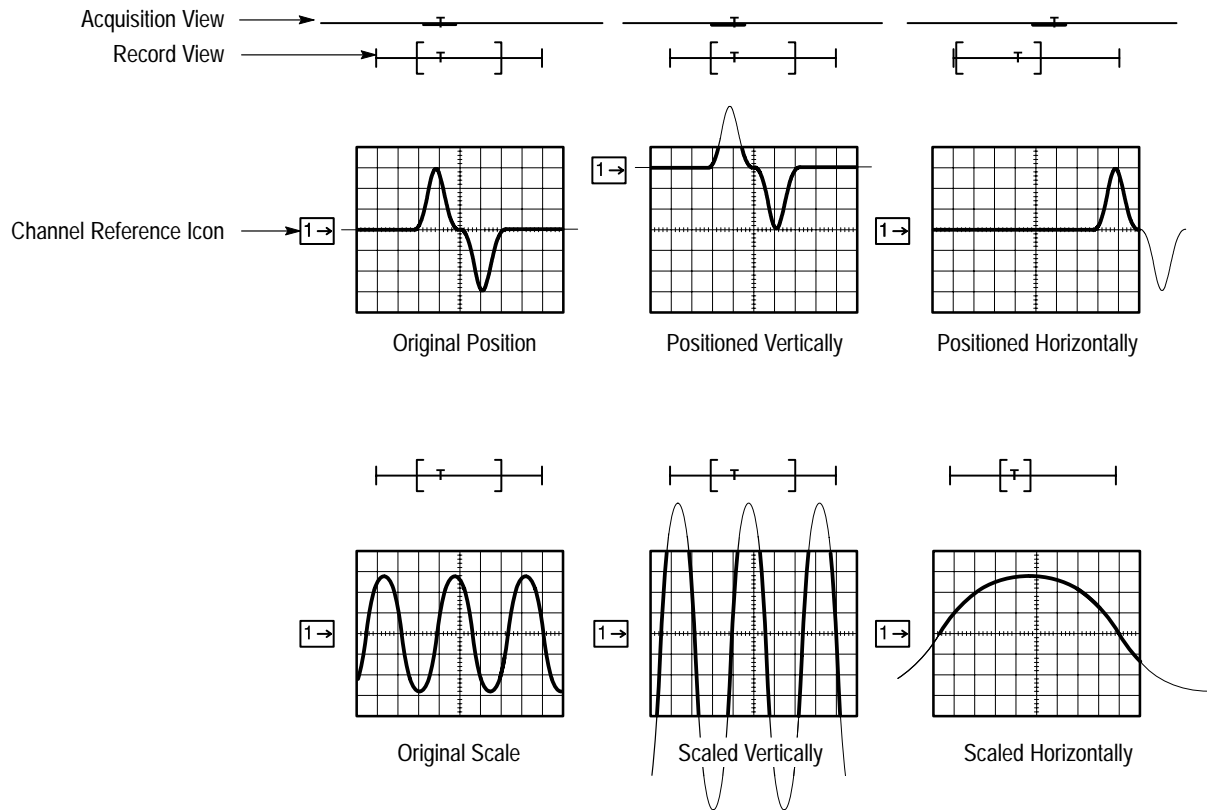 Acquisition View
T
T
T
Record View
T
T
T
Channel Reference Icon
1→
1→
1→
Original Position
Positioned Vertically
Positioned Horizontally
T
T
T
1→
1→
1→
Original Scale
Scaled Vertically
Scaled Horizontally